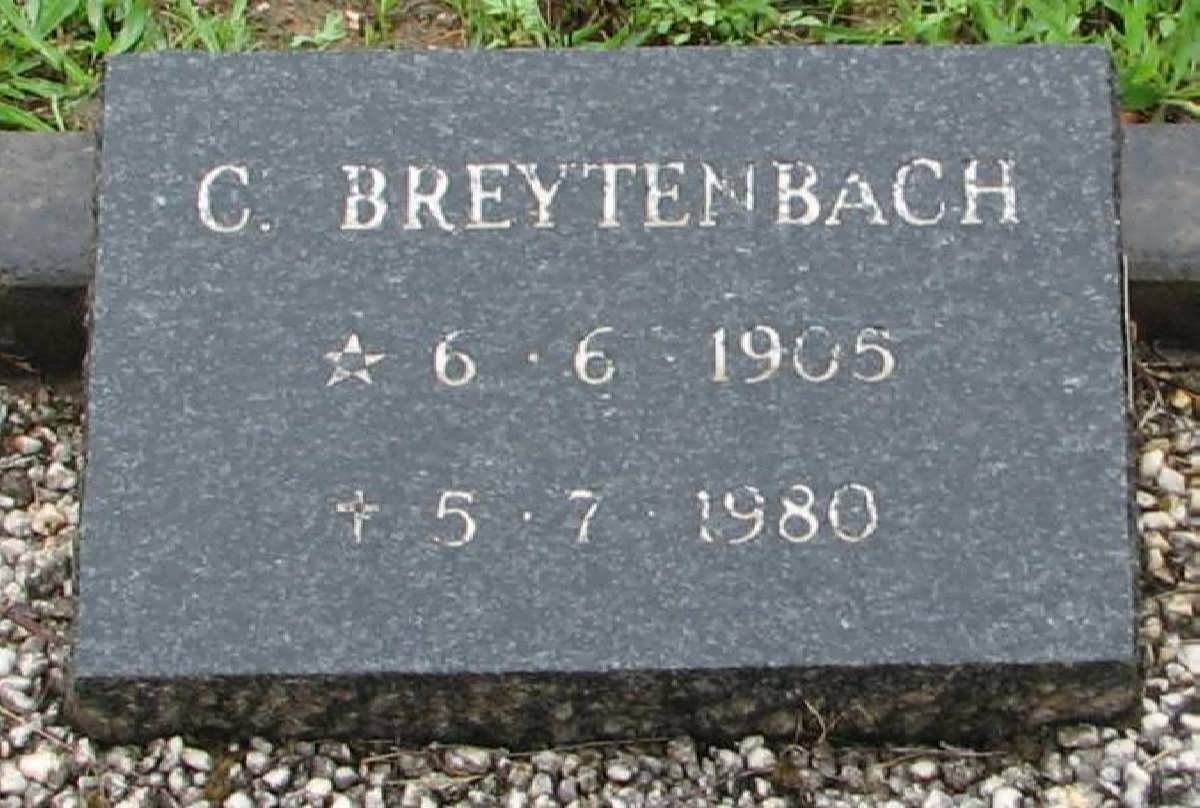 C. BREYTENBACH
☆ 6 · 6 · 1905
✝ 5 · 7 · 1980